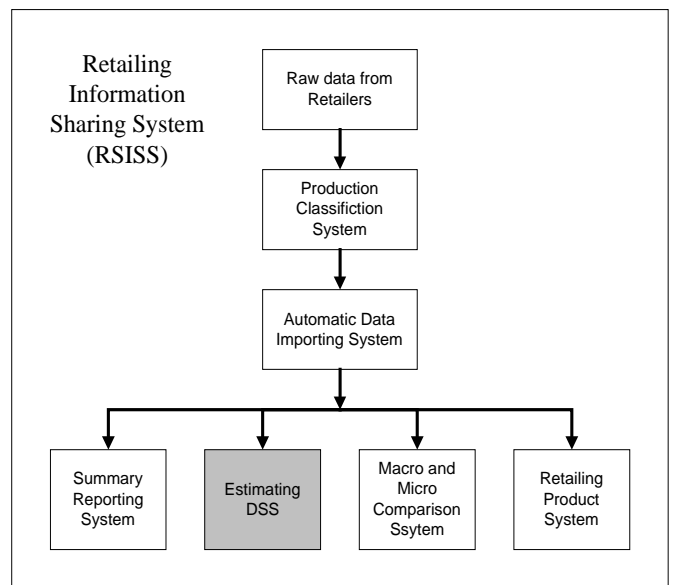 Retailing
Information
Sharing System
(RSISS)
Raw data from
Retailers
Production
Classifiction
System
Automatic Data
Importing System
Summary
Reporting
System
Estimating
DSS
Macro and
Micro
Comparison
Ssytem
Retailing
Product
System